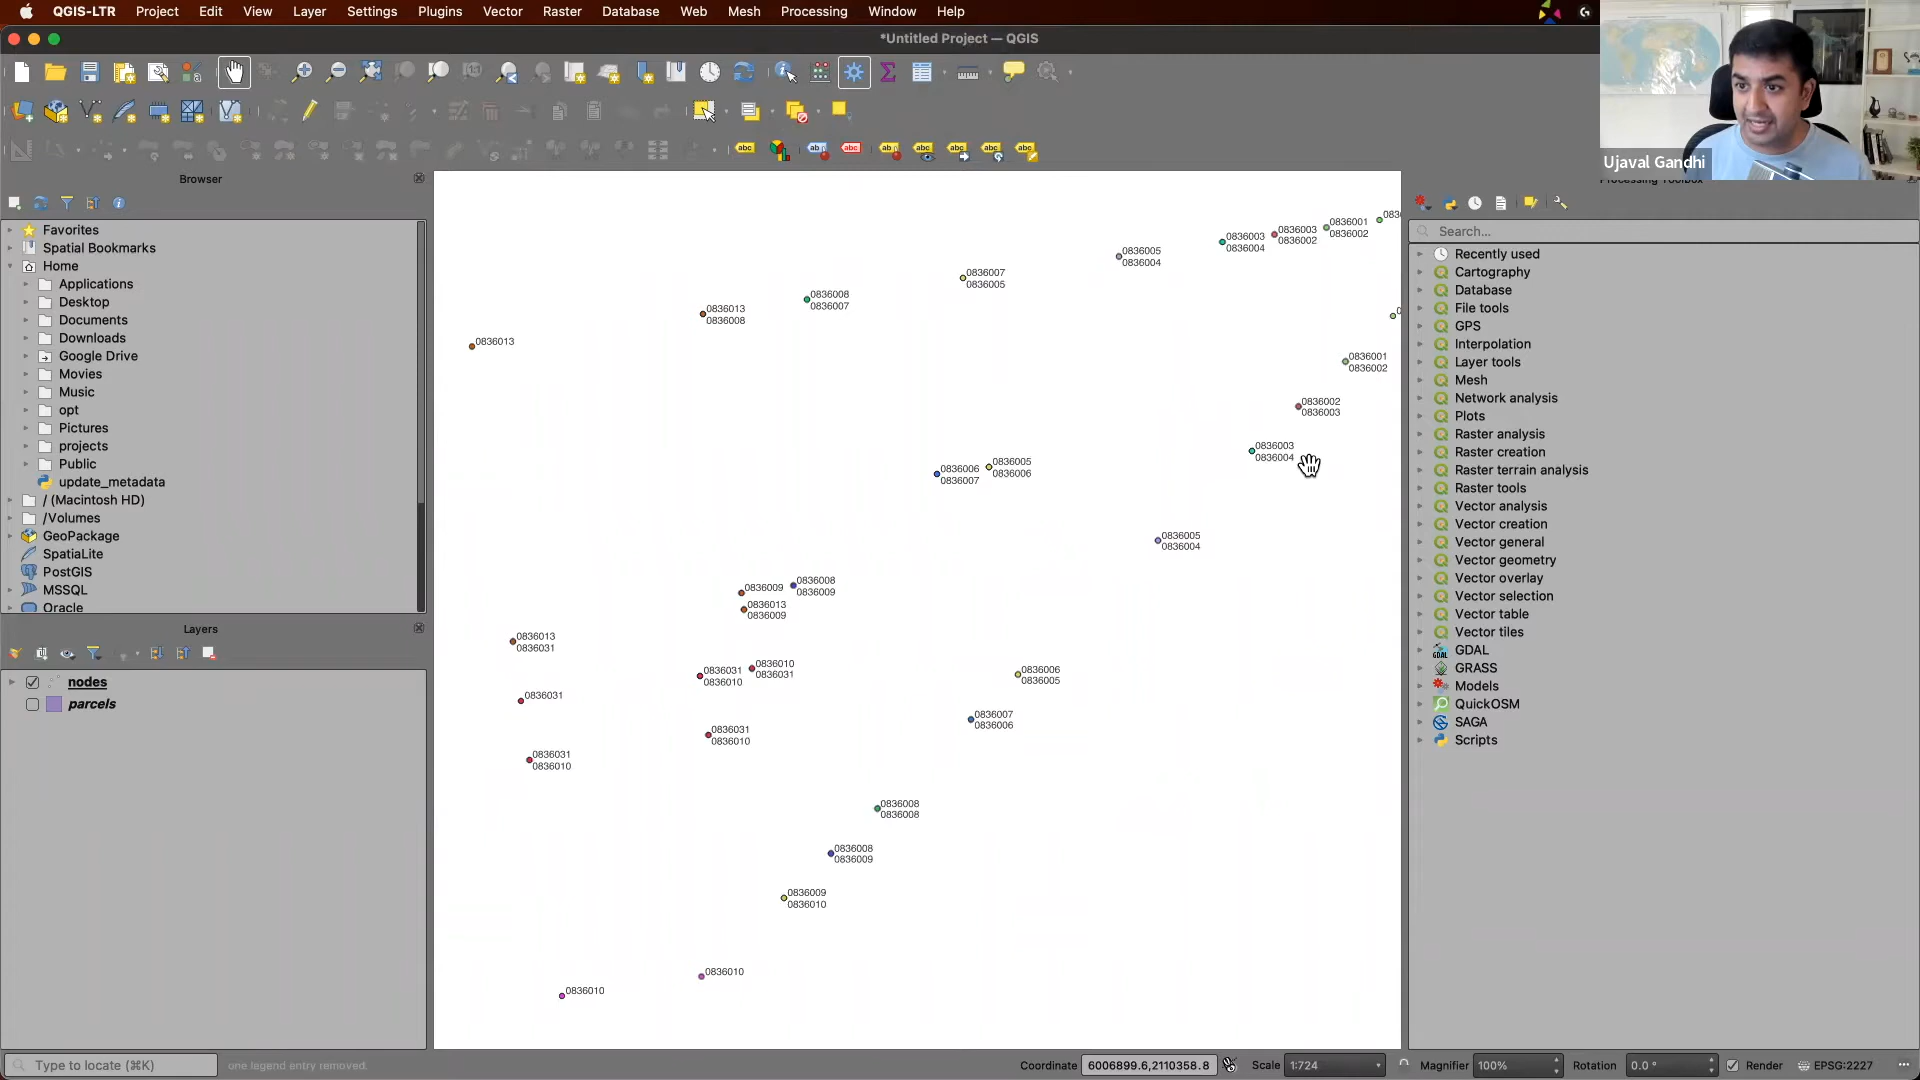 QGIS-LTR Project Edit View Layer Settings Plugins Vector Raster Database Web Mesh Processing Window Help
*Untitled Project — QGIS
Ujaval Gandhi
Browser
Favorites
Spatial Bookmarks
Home
Applications
Desktop
Documents
Downloads
Google Drive
Movies
Music
opt
Pictures
projects
Public
update_metadata
/ (Macintosh HD)
/Volumes
GeoPackage
SpatiaLite
PostGIS
MSSQL
Oracle
Layers
nodes
parcels
0836003
0836004
0836003
0836002
0836001
0836002
083
0836005
0836004
0836007
0836005
0836008
0836007
0836013
0836008
0836013
0836001
0836002
0836002
0836003
0836003
0836004
0836006
0836007
0836005
0836006
0836005
0836004
0836009
0836008
0836009
0836013
0836009
0836013
0836031
0836031
0836010
0836010
0836031
0836006
0836005
0836031
0836007
0836006
0836031
0836010
0836031
0836010
0836008
0836008
0836008
0836009
0836009
0836010
0836010
0836010
Processing Toolbox
Search...
Recently used
Cartography
Database
File tools
GPS
Interpolation
Layer tools
Mesh
Network analysis
Plots
Raster analysis
Raster creation
Raster terrain analysis
Raster tools
Vector analysis
Vector creation
Vector general
Vector geometry
Vector overlay
Vector selection
Vector table
Vector tiles
GDAL
GRASS
Models
QuickOSM
SAGA
Scripts
Type to locate (⌘K) one legend entry removed. Coordinate 6006899.6,2110358.8 Scale 1:724 Magnifier 100% Rotation 0.0 ° Render EPSG:2227